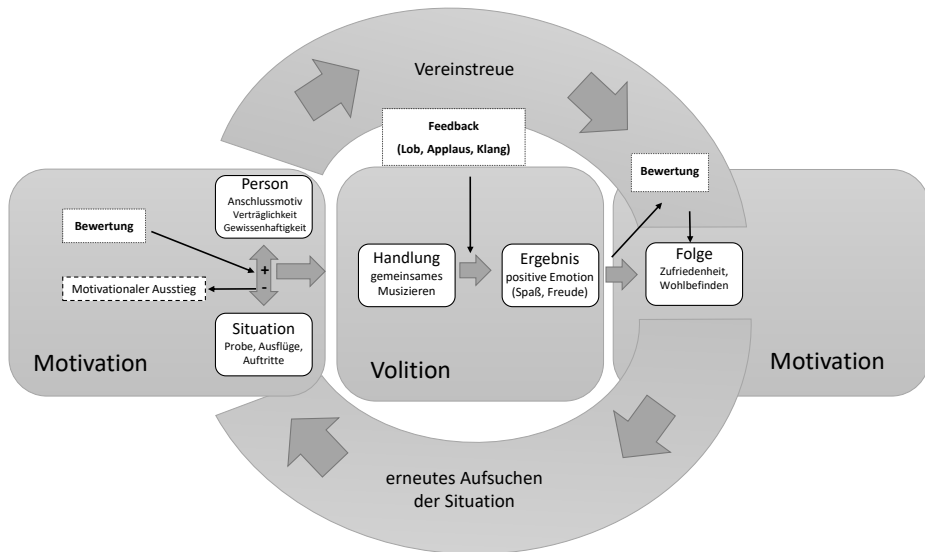 Vereinstreue
Feedback
(Lob, Applaus, Klang)
Bewertung
Person
Anschlussmotiv
Verträglichkeit
Gewissenhaftigkeit
Bewertung
+
-
Motivationaler Ausstieg
Situation
Probe, Ausflüge,
Auftritte
Motivation
Handlung
gemeinsames
Musizieren
Ergebnis
positive Emotion
(Spaß, Freude)
Volition
Folge
Zufriedenheit,
Wohlbefinden
Motivation
erneutes Aufsuchen
der Situation